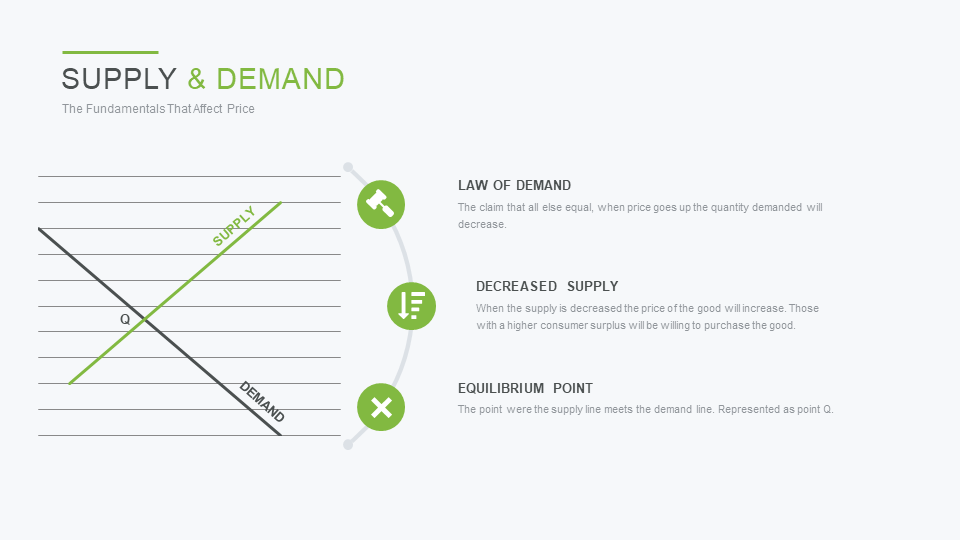 SUPPLY & DEMAND
The Fundamentals That Affect Price
SUPPLY
Q
DEMAND
LAW OF DEMAND
The claim that all else equal, when price goes up the quantity demanded will
decrease.
DECREASED SUPPLY
When the supply is decreased the price of the good will increase. Those
with a higher consumer surplus will be willing to purchase the good.
EQUILIBRIUM POINT
The point were the supply line meets the demand line. Represented as point Q.